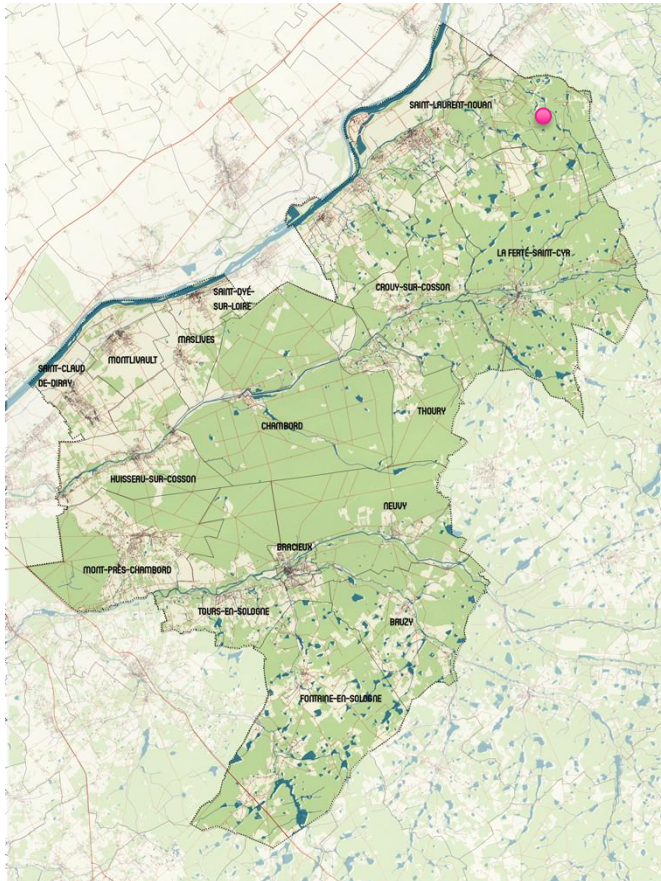 SAINT-LAURENT-NOUAN
LA FERTÉ-SAINT-CYR
CROUY-SUR-COSSON
SAINT-DYÉ-
SUR-LOIRE
MASLIVES
MONTLIVAULT
SAINT-CLAUD
DE-DIRAY
THOURY
CHAMBORD
HUISSEAU-SUR-COSSON
NEUVY
BRACIEUX
MONT-PRÈS-CHAMBORD
TOURS-EN-SOLOGNE
BAUZY
FONTAINE-EN-SOLOGNE